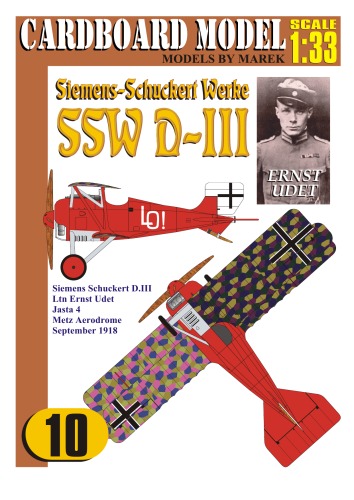 CARDBOARD MODEL
SCALE
1:33
MODELS BY MAREK
Siemens-Schuckert Werke
SSW D-III
ERNST
UDET
LO!
Siemens Schuckert D.III
Ltn Ernst Udet
Jasta 4
Metz Aerodrome
September 1918
10